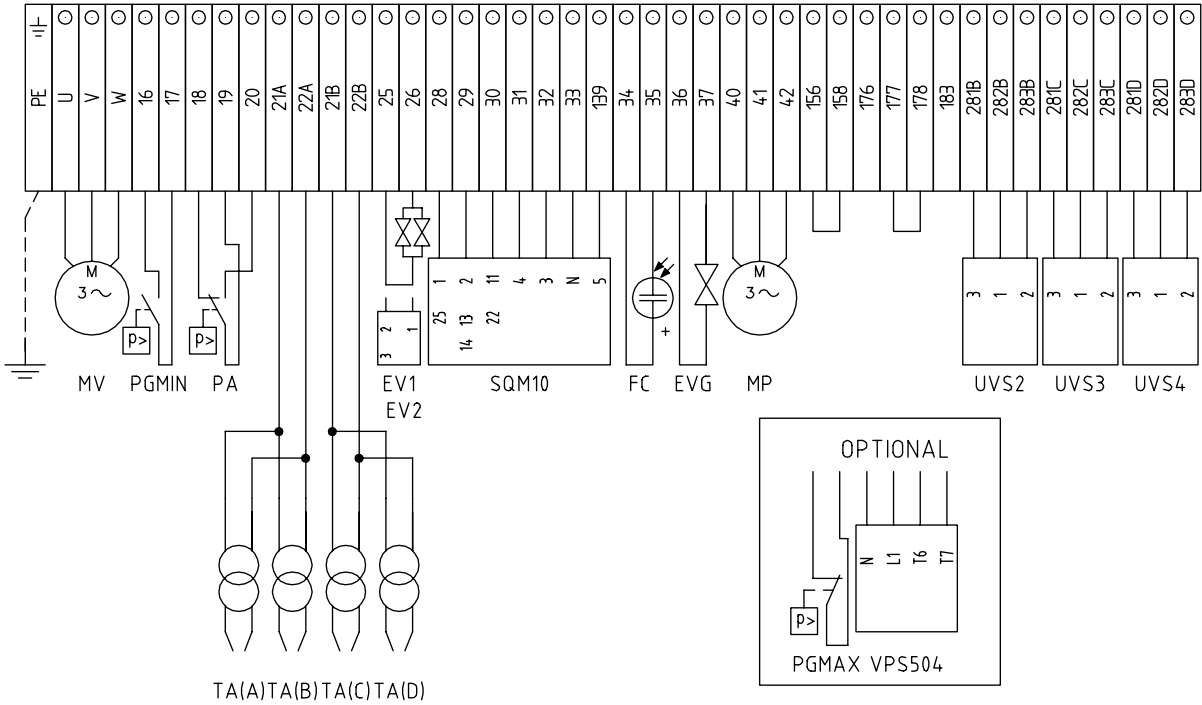 PE U V W 16 17 18 19 20 21A 22A 21B 22B 25 26 28 29 30 31 32 33 139 34 35 36 37 40 41 42 156 158 176 177 178 183 281B 282B 283B 281C 282C 283C 281D 282D 283D
M
3~
P>
P>
2 1
3
1 2 11 4 3 N 5
25 13 22
14
+
M
3~
3 1 2
3 1 2
3 1 2
MV PGMIN PA EV1 SQM10 FC EVG MP UVS2 UVS3 UVS4
EV2
OPTIONAL
N L1 T6 T7
P>
PGMAX VPS504
TA(A) TA(B) TA(C) TA(D)